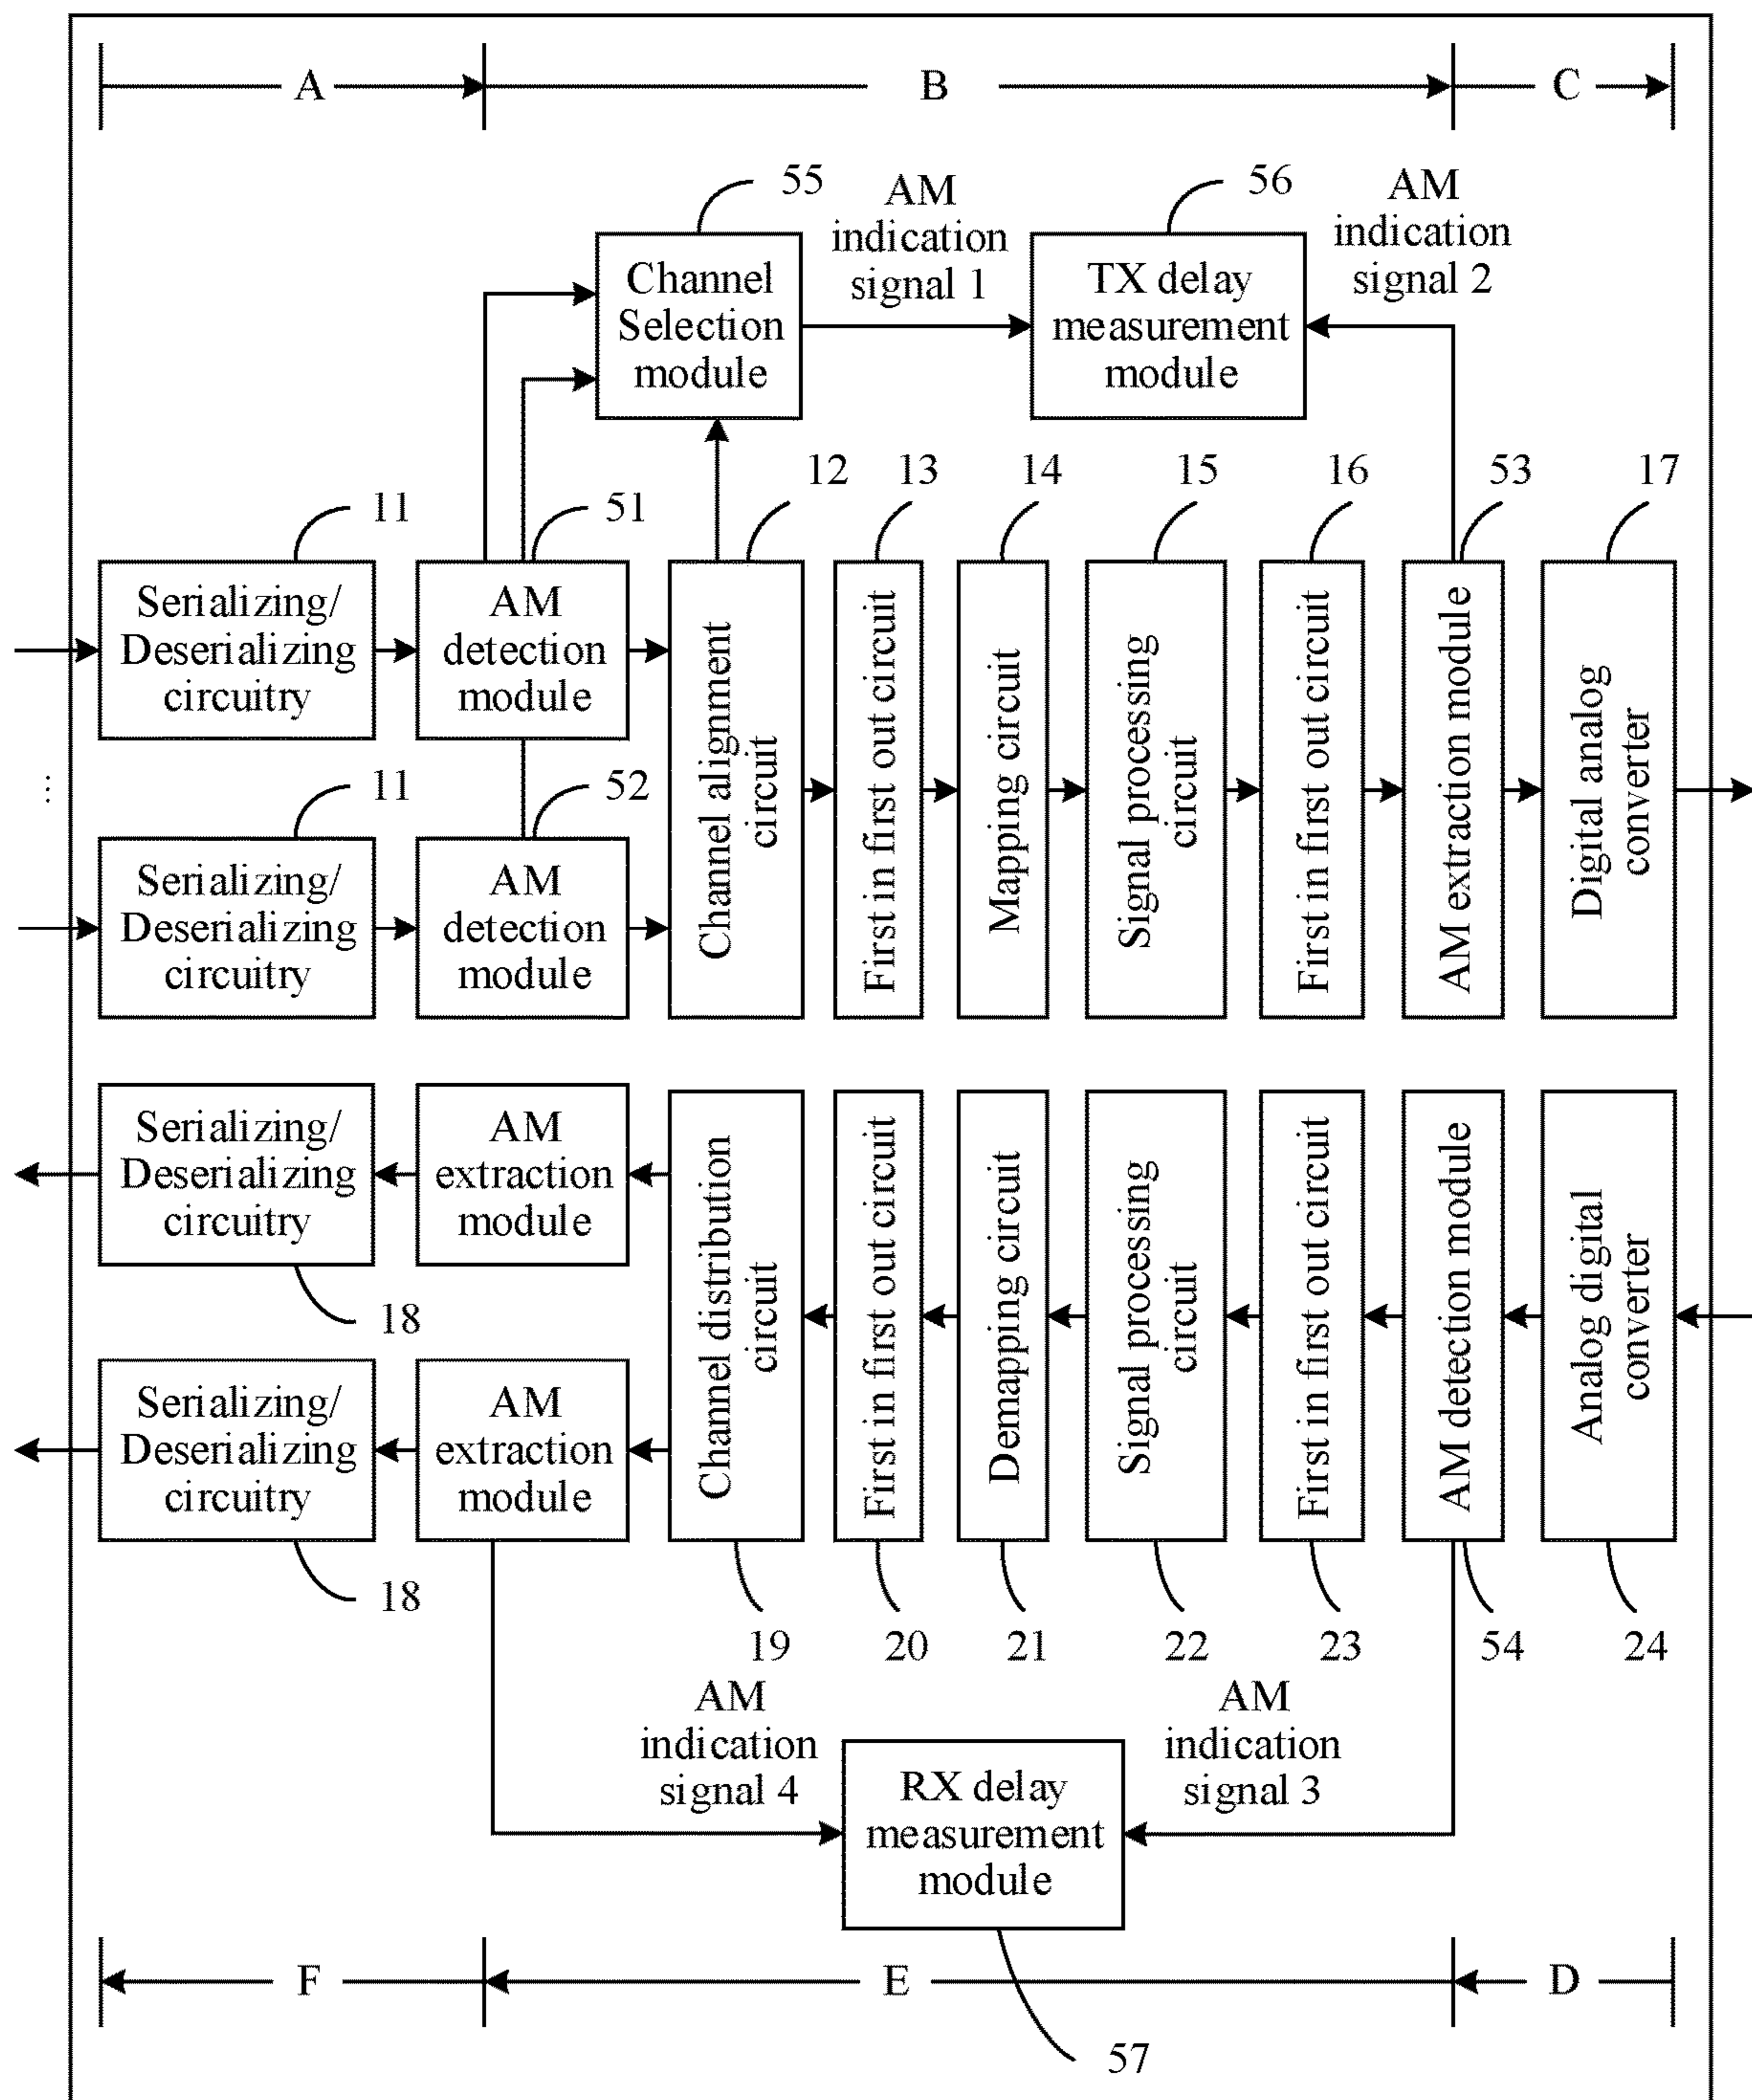 A
B
C
55
AM
indication
signal 1
56
AM
indication
signal 2
Channel
Selection
module
TX delay
measurement
module
11
51
12
13
14
15
16
53
17
Serializing/
Deserializing
circuitry
AM
detection
module
...
11
52
Serializing/
Deserializing
circuitry
AM
detection
module
Channel alignment
circuit
First in first out circuit
Mapping circuit
Signal processing
circuit
First in first out circuit
AM extraction module
Digital analog
converter
Serializing/
Deserializing
circuitry
AM
extraction
module
18
Serializing/
Deserializing
circuitry
AM
extraction
module
18
Channel distribution
circuit
First in first out circuit
Demapping circuit
Signal processing
circuit
First in first out circuit
AM detection module
Analog digital
converter
19
20
21
22
23
54
24
AM
indication
signal 4
RX delay
measurement
module
AM
indication
signal 3
F
E
D
57